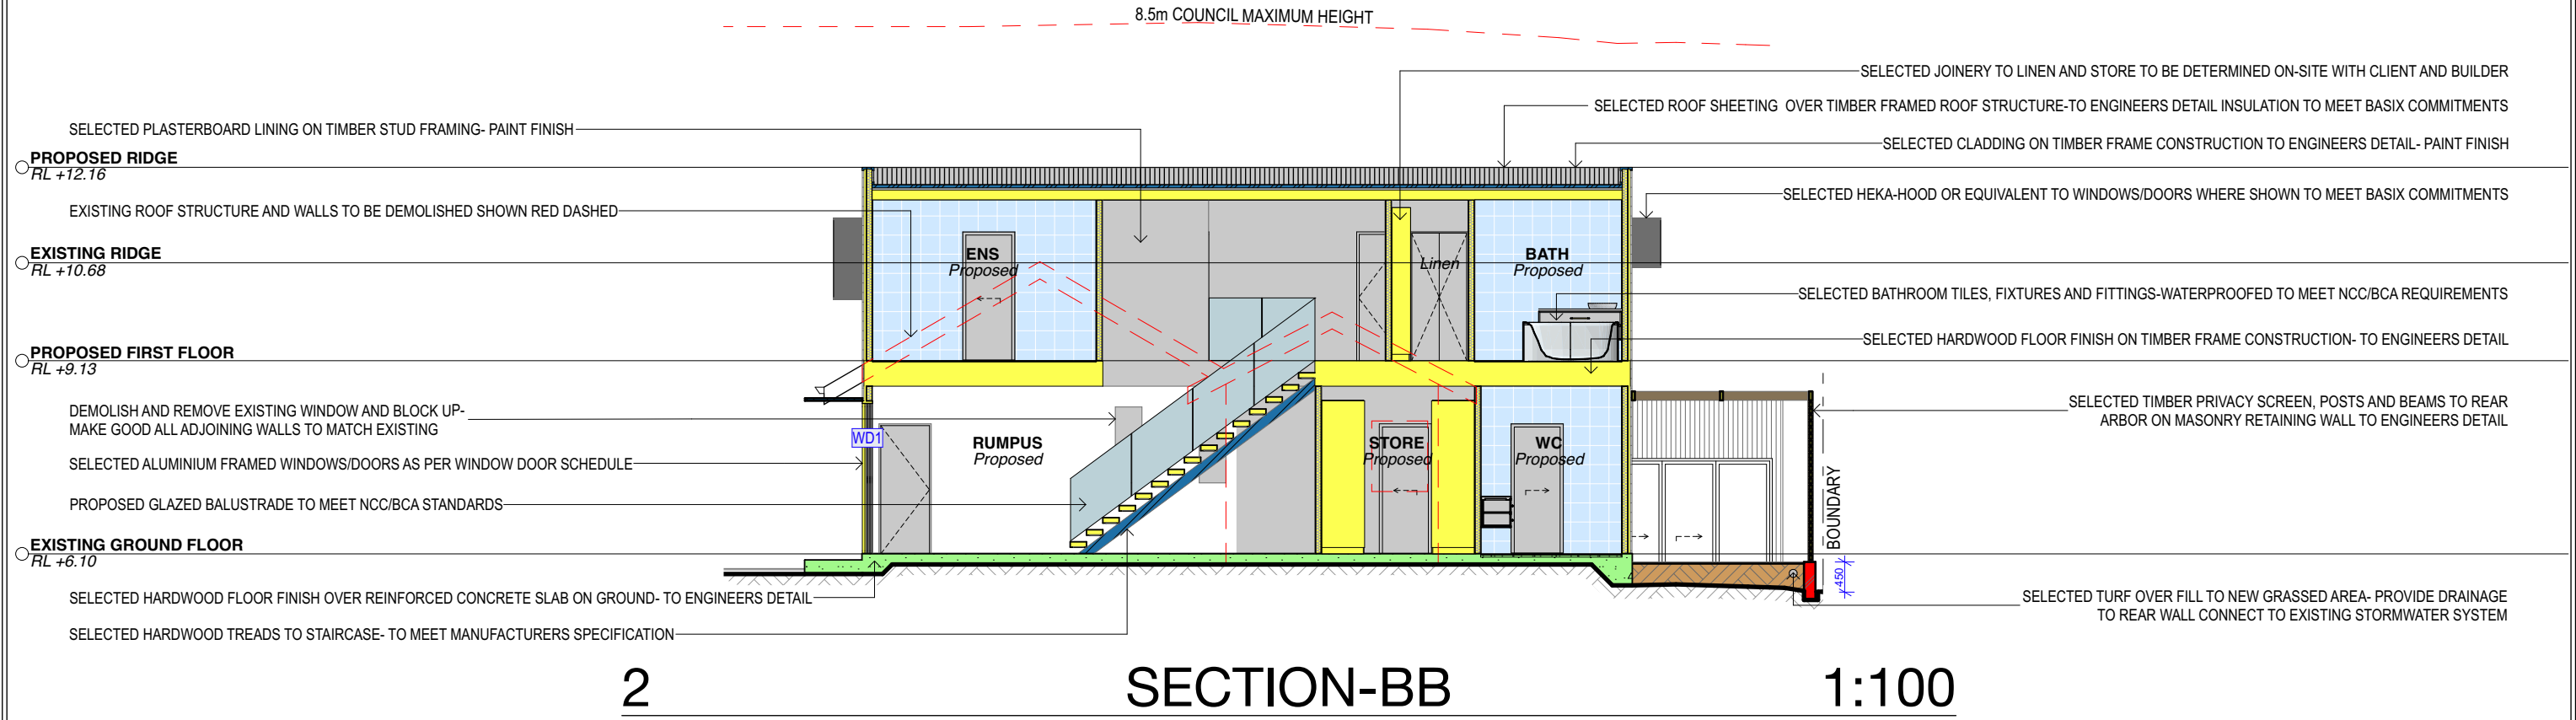 8.5m COUNCIL MAXIMUM HEIGHT
SELECTED JOINERY TO LINEN AND STORE TO BE DETERMINED ON-SITE WITH CLIENT AND BUILDER
SELECTED ROOF SHEETING OVER TIMBER FRAMED ROOF STRUCTURE-TO ENGINEERS DETAIL INSULATION TO MEET BASIX COMMITMENTS
SELECTED PLASTERBOARD LINING ON TIMBER STUD FRAMING- PAINT FINISH
SELECTED CLADDING ON TIMBER FRAME CONSTRUCTION TO ENGINEERS DETAIL- PAINT FINISH
PROPOSED RIDGE
RL +12.16
SELECTED HEKA-HOOD OR EQUIVALENT TO WINDOWS/DOORS WHERE SHOWN TO MEET BASIX COMMITMENTS
EXISTING ROOF STRUCTURE AND WALLS TO BE DEMOLISHED SHOWN RED DASHED
EXISTING RIDGE
RL +10.68
ENS
Proposed
Linen
BATH
Proposed
SELECTED BATHROOM TILES, FIXTURES AND FITTINGS-WATERPROOFED TO MEET NCC/BCA REQUIREMENTS
SELECTED HARDWOOD FLOOR FINISH ON TIMBER FRAME CONSTRUCTION- TO ENGINEERS DETAIL
PROPOSED FIRST FLOOR
RL +9.13
DEMOLISH AND REMOVE EXISTING WINDOW AND BLOCK UP-
MAKE GOOD ALL ADJOINING WALLS TO MATCH EXISTING
SELECTED TIMBER PRIVACY SCREEN, POSTS AND BEAMS TO REAR
ARBOR ON MASONRY RETAINING WALL TO ENGINEERS DETAIL
WD1
RUMPUS
Proposed
STORE
Proposed
WC
Proposed
SELECTED ALUMINIUM FRAMED WINDOWS/DOORS AS PER WINDOW DOOR SCHEDULE
PROPOSED GLAZED BALUSTRADE TO MEET NCC/BCA STANDARDS
BOUNDARY
EXISTING GROUND FLOOR
RL +6.10
450
SELECTED HARDWOOD FLOOR FINISH OVER REINFORCED CONCRETE SLAB ON GROUND- TO ENGINEERS DETAIL
SELECTED TURF OVER FILL TO NEW GRASSED AREA- PROVIDE DRAINAGE
TO REAR WALL CONNECT TO EXISTING STORMWATER SYSTEM
SELECTED HARDWOOD TREADS TO STAIRCASE- TO MEET MANUFACTURERS SPECIFICATION
2 SECTION-BB 1:100